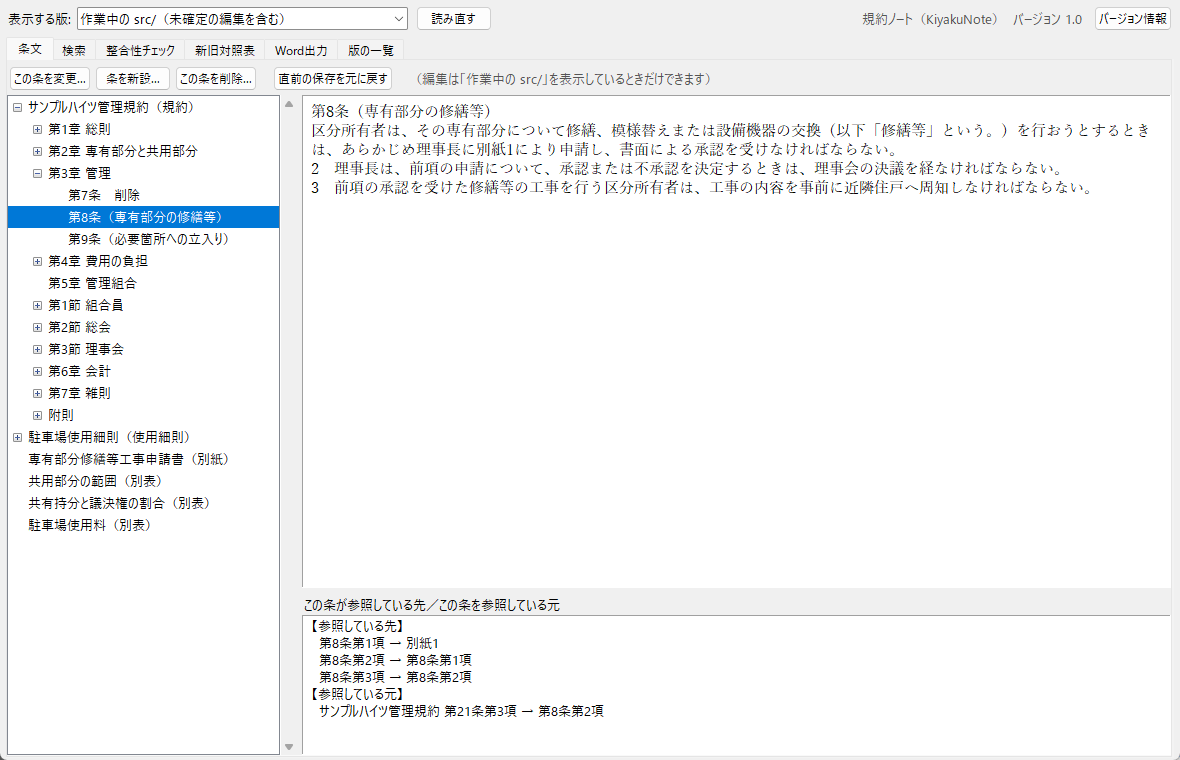 表示する版: 作業中の src/（未確定の編集を含む） 読み直す 規約ノート（KiyakuNote） バージョン 1.0 バージョン情報
条文 検索 整合性チェック 新旧対照表 Word出力 版の一覧
この条を変更... 条を新設... この条を削除... 直前の保存を元に戻す （編集は「作業中の src/」を表示しているときだけできます）
サンプルハイツ管理規約（規約）
第1章 総則
第2章 専有部分と共用部分
第3章 管理
第7条　削除
第8条（専有部分の修繕等）
第9条（必要箇所への立入り）
第4章 費用の負担
第5章 管理組合
第1節 組合員
第2節 総会
第3節 理事会
第6章 会計
第7章 雑則
附則
駐車場使用細則（使用細則）
専有部分修繕等工事申請書（別紙）
共用部分の範囲（別表）
共有持分と議決権の割合（別表）
駐車場使用料（別表）
第8条（専有部分の修繕等）
区分所有者は、その専有部分について修繕、模様替えまたは設備機器の交換（以下「修繕等」という。）を行おうとするとき
は、あらかじめ理事長に別紙1により申請し、書面による承認を受けなければならない。
2　理事長は、前項の申請について、承認または不承認を決定するときは、理事会の決議を経なければならない。
3　前項の承認を受けた修繕等の工事を行う区分所有者は、工事の内容を事前に近隣住戸へ周知しなければならない。
この条が参照している先／この条を参照している元
【参照している先】
第8条第1項 → 別紙1
第8条第2項 → 第8条第1項
第8条第3項 → 第8条第2項
【参照している元】
サンプルハイツ管理規約 第21条第3項 → 第8条第2項